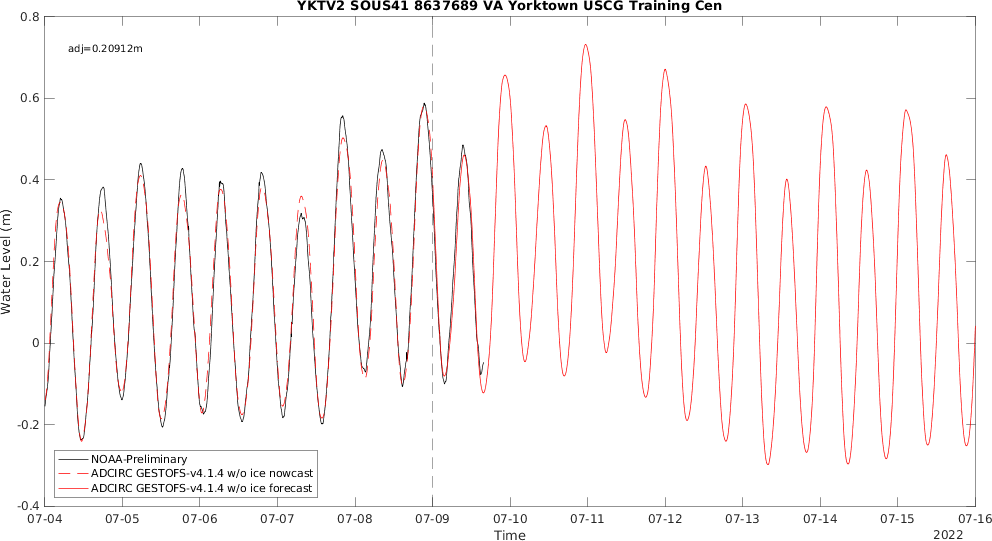 YKTV2 SOUS41 8637689 VA Yorktown USCG Training Cen
adj=0.20912m
0.8
0.6
0.4
0.2
0
-0.2
-0.4
Water Level (m)
NOAA-Preliminary
ADCIRC GESTOFS-v4.1.4 w/o ice nowcast
ADCIRC GESTOFS-v4.1.4 w/o ice forecast
07-04 07-05 07-06 07-07 07-08 07-09 07-10 07-11 07-12 07-13 07-14 07-15 07-16
Time
2022